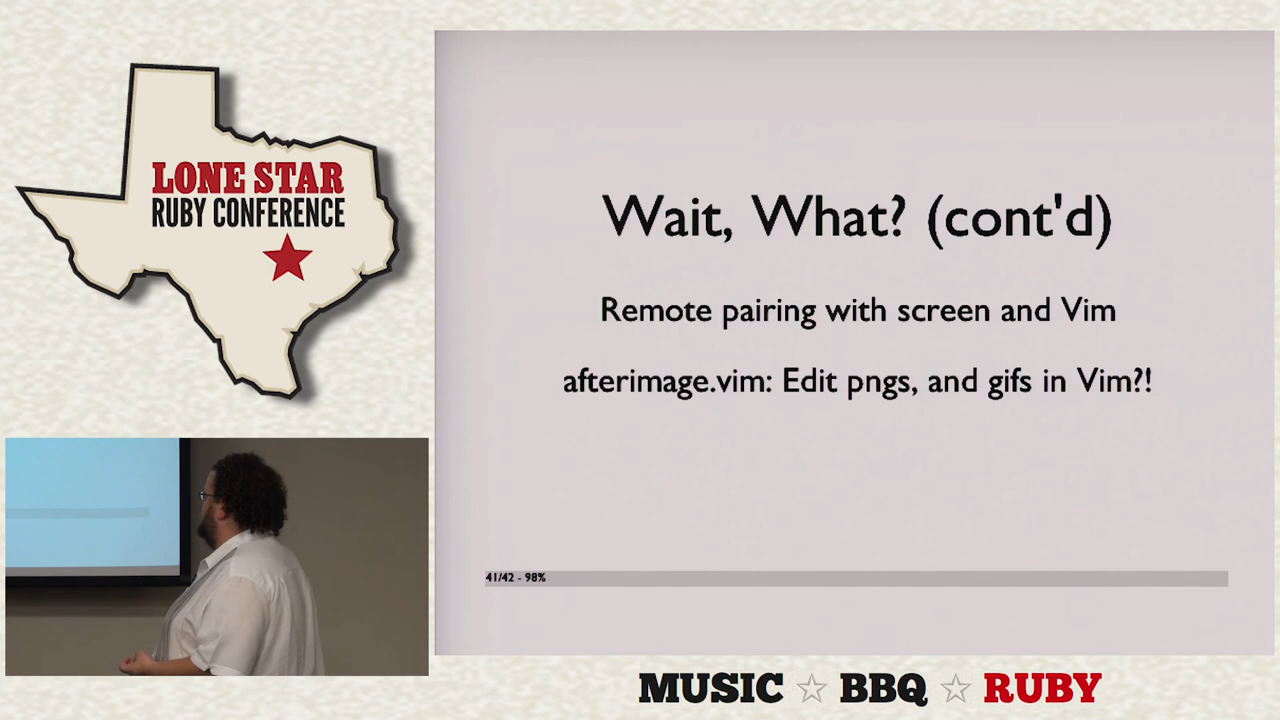 LONE STAR
RUBY CONFERENCE
Wait, What? (cont'd)
Remote pairing with screen and Vim
afterimage.vim: Edit pngs, and gifs in Vim?!
41/42 - 98%
MUSIC ☆ BBQ ☆ RUBY